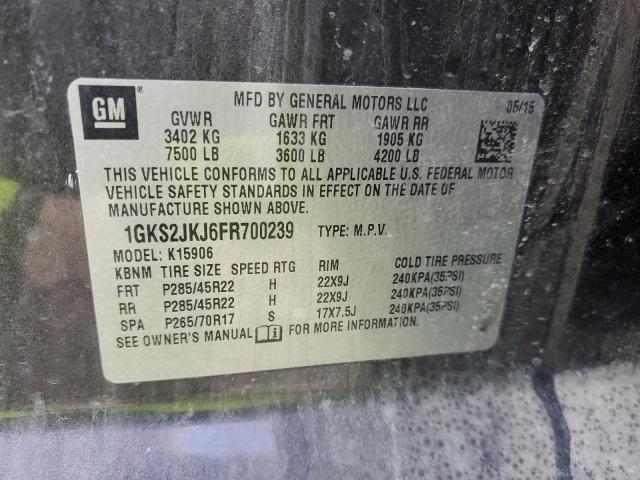 GM ®
MFD BY GENERAL MOTORS LLC 05/15
GVWR GAWR FRT GAWR RR
3402 KG 1633 KG 1905 KG
7500 LB 3600 LB 4200 LB
THIS VEHICLE CONFORMS TO ALL APPLICABLE U.S. FEDERAL MOTOR
VEHICLE SAFETY STANDARDS IN EFFECT ON THE DATE OF
MANUFACTURE SHOWN ABOVE.
1GKS2JKJ6FR700239 TYPE: M.P.V.
MODEL: K15906
KBNM TIRE SIZE SPEED RTG RIM COLD TIRE PRESSURE
FRT P285/45R22 H 22X9J 240KPA(35PSI)
RR P285/45R22 H 22X9J 240KPA(35PSI)
SPA P265/70R17 S 17X7.5J 240KPA(35PSI)
SEE OWNER'S MANUAL i FOR MORE INFORMATION.